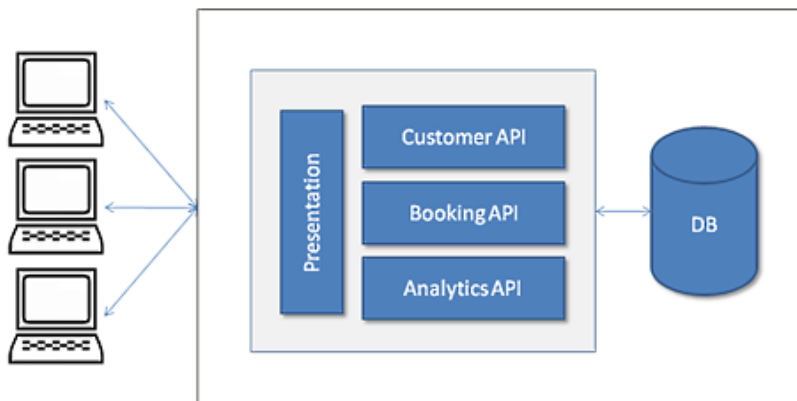 Presentation
Customer API
Booking API
Analytics API
DB